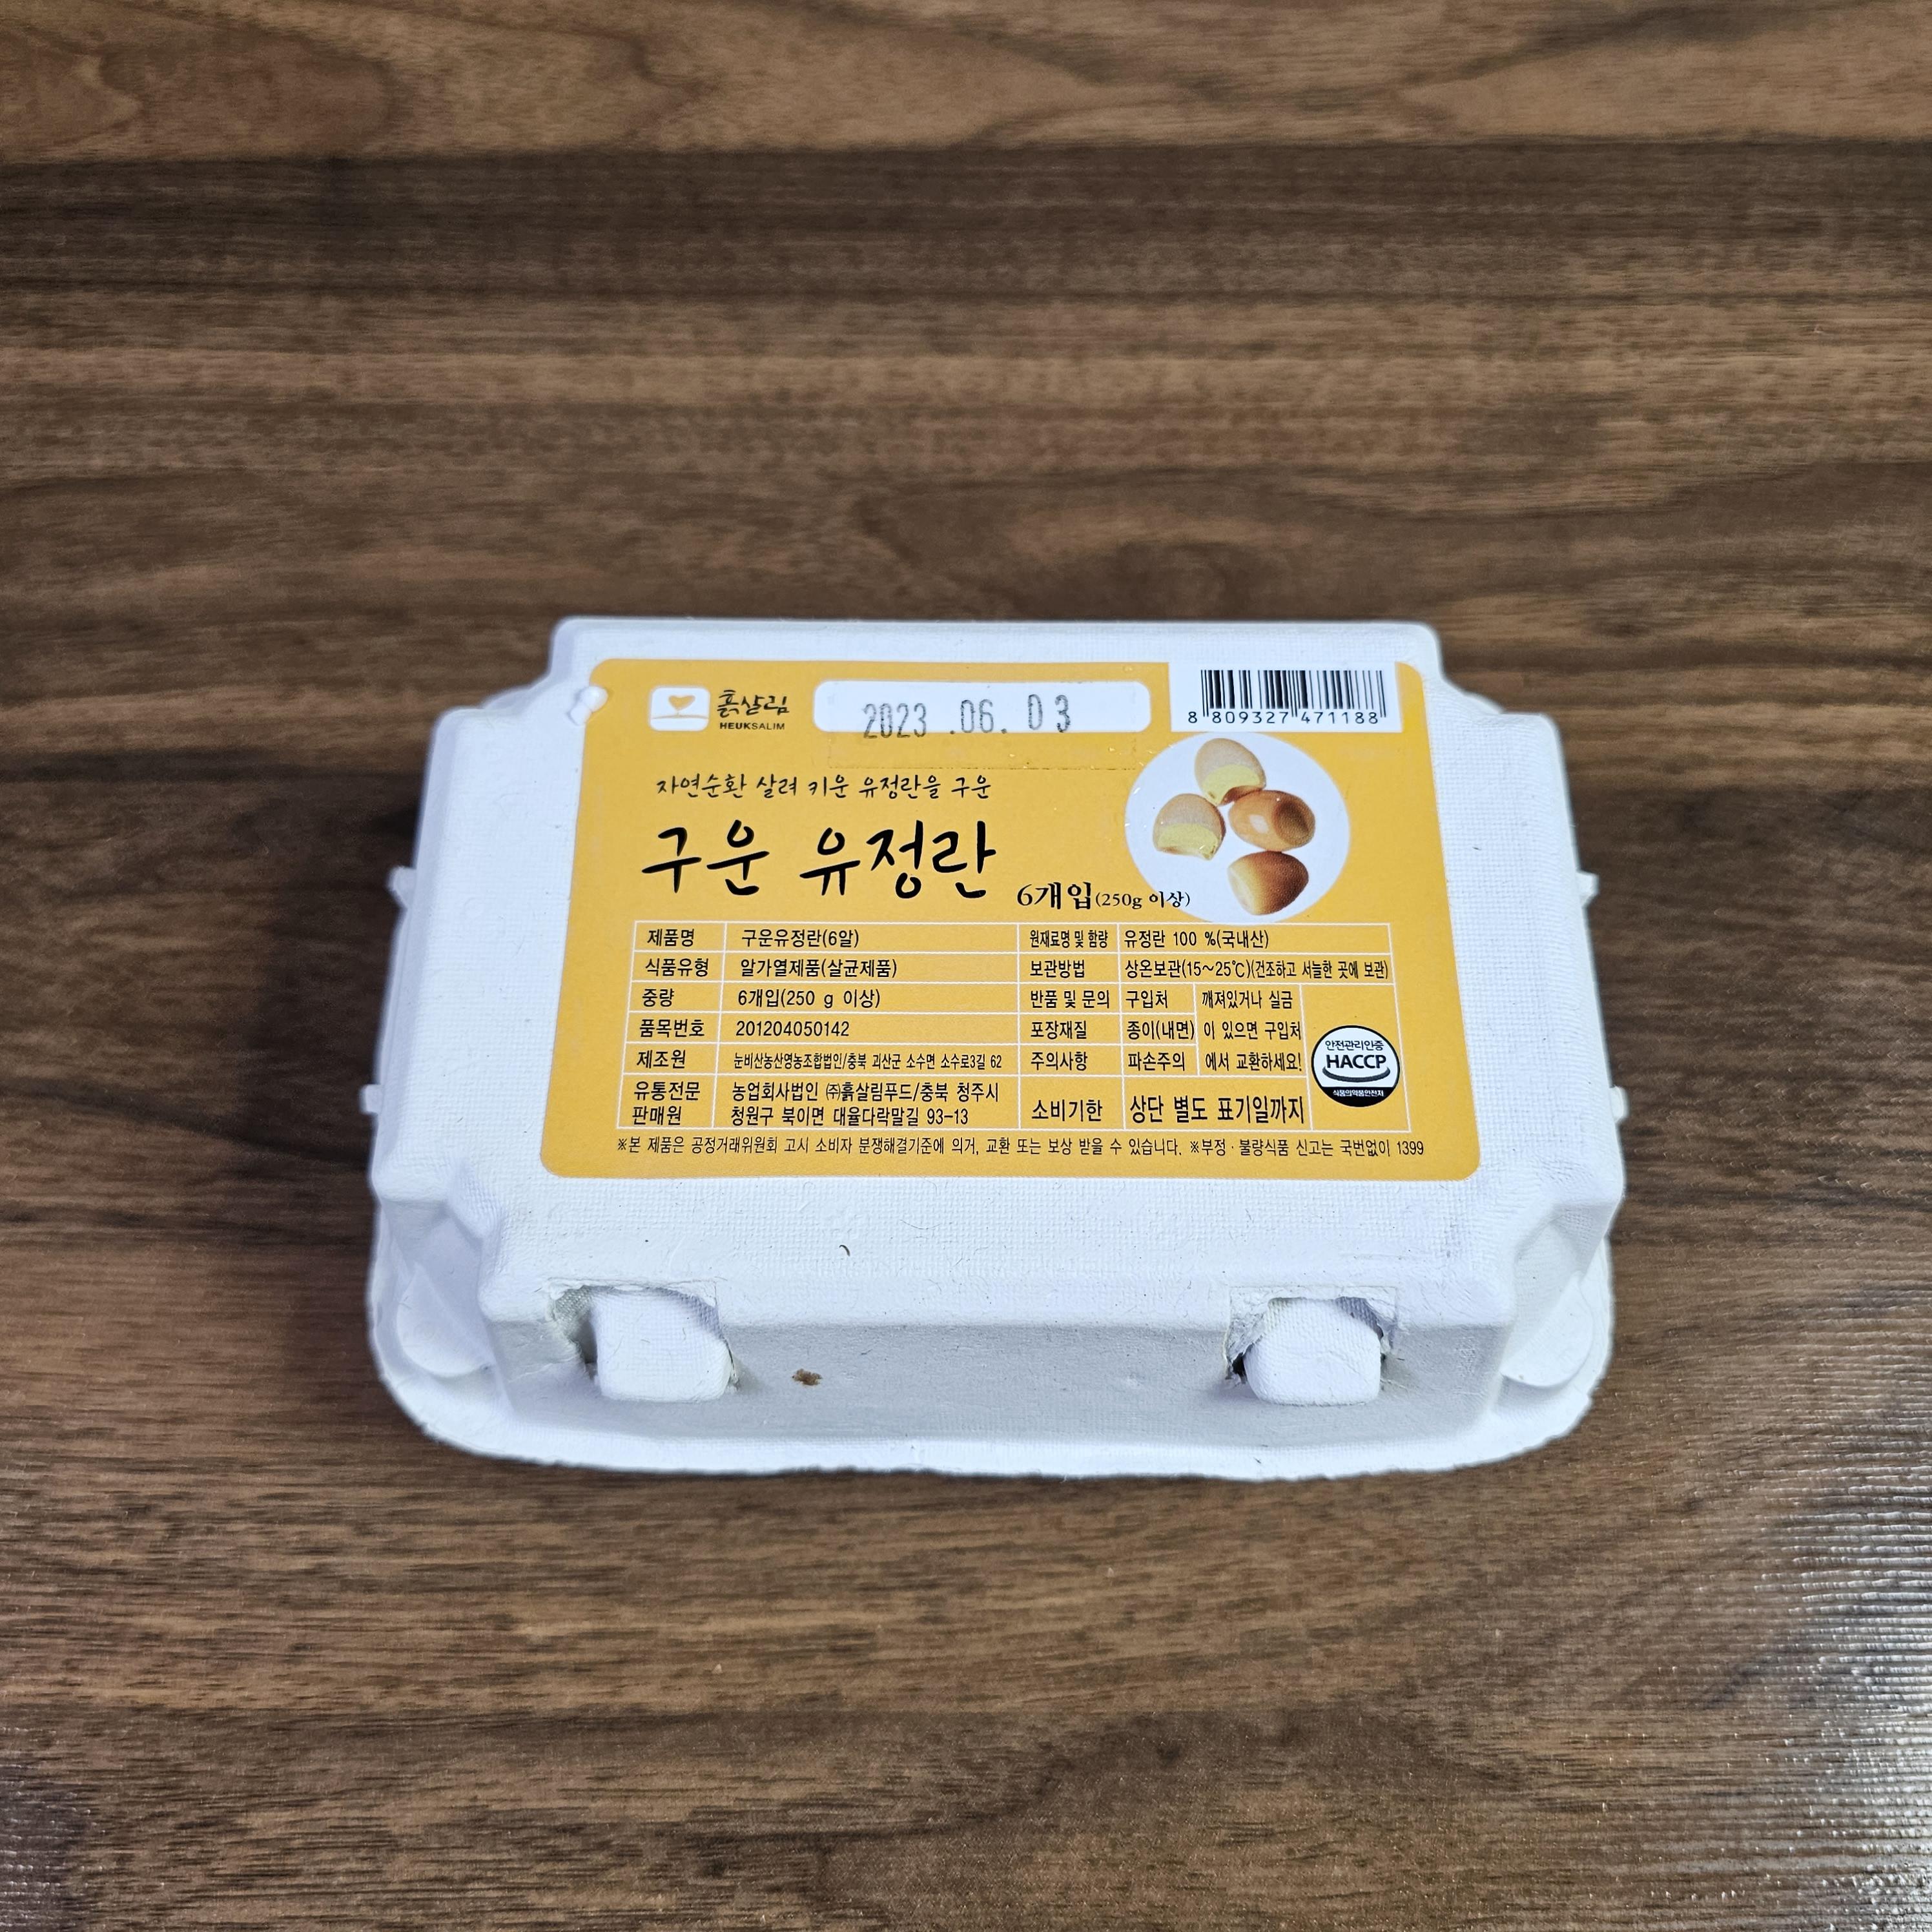 흙살림
HEUKSALIM
2023 .06. 03
8 809327 471188
자연순환 살려 키운 유정란을 구운
구운 유정란
6개입(250g 이상)
제품명 구운유정란(6알) 원재료명 및 함량 유정란 100 %(국내산)
식품유형 알가열제품(살균제품) 보관방법 상온보관(15~25℃)(건조하고 서늘한 곳에 보관)
중량 6개입(250 g 이상) 반품 및 문의 구입처 깨져있거나 실금
품목번호 201204050142 포장재질 종이(내면) 이 있으면 구입처
제조원 눈비산농산영농조합법인/충북 괴산군 소수면 소수로3길 62 주의사항 파손주의 에서 교환하세요!
안전관리인증
HACCP
식품의약품안전처
유통전문 농업회사법인 ㈜흙살림푸드/충북 청주시
판매원 청원구 북이면 대율다락말길 93-13
소비기한 상단 별도 표기일까지
※본 제품은 공정거래위원회 고시 소비자 분쟁해결기준에 의거, 교환 또는 보상 받을 수 있습니다. ※부정·불량식품 신고는 국번없이 1399